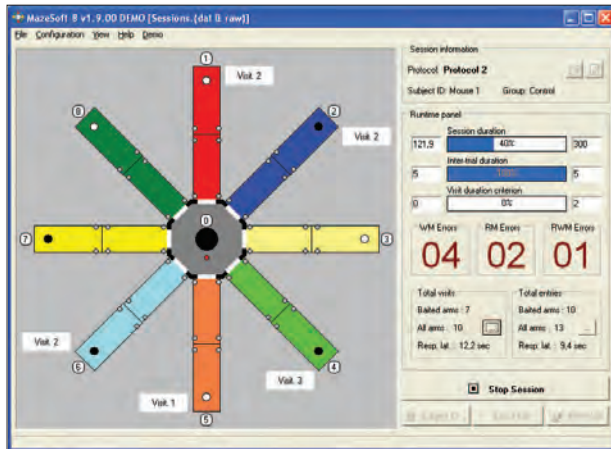 MazeSoft 8 v1.9.00 DEMO [Sessions.(dat & raw)]
File Configuration View Help Demo
1
Visit. 2
8
2
Visit. 2
0
7
3
Visit. 2
6
Visit. 3
4
Visit. 1
5
Session information
Protocol Protocol 2
Subject ID: Mouse 1 Group: Control
Runtime panel
Session duration
121,9 40% 300
Inter-trial duration
5 100% 5
Visit duration criterion
0 0% 2
WM Errors RM Errors RWM Errors
04 02 01
Total visits Total entries
Baited arms : 7 Baited arms : 10
All arms : 10 ... All arms : 13 ...
Resp. lat. : 12,2 sec Resp. lat. : 9,4 sec
Stop Session